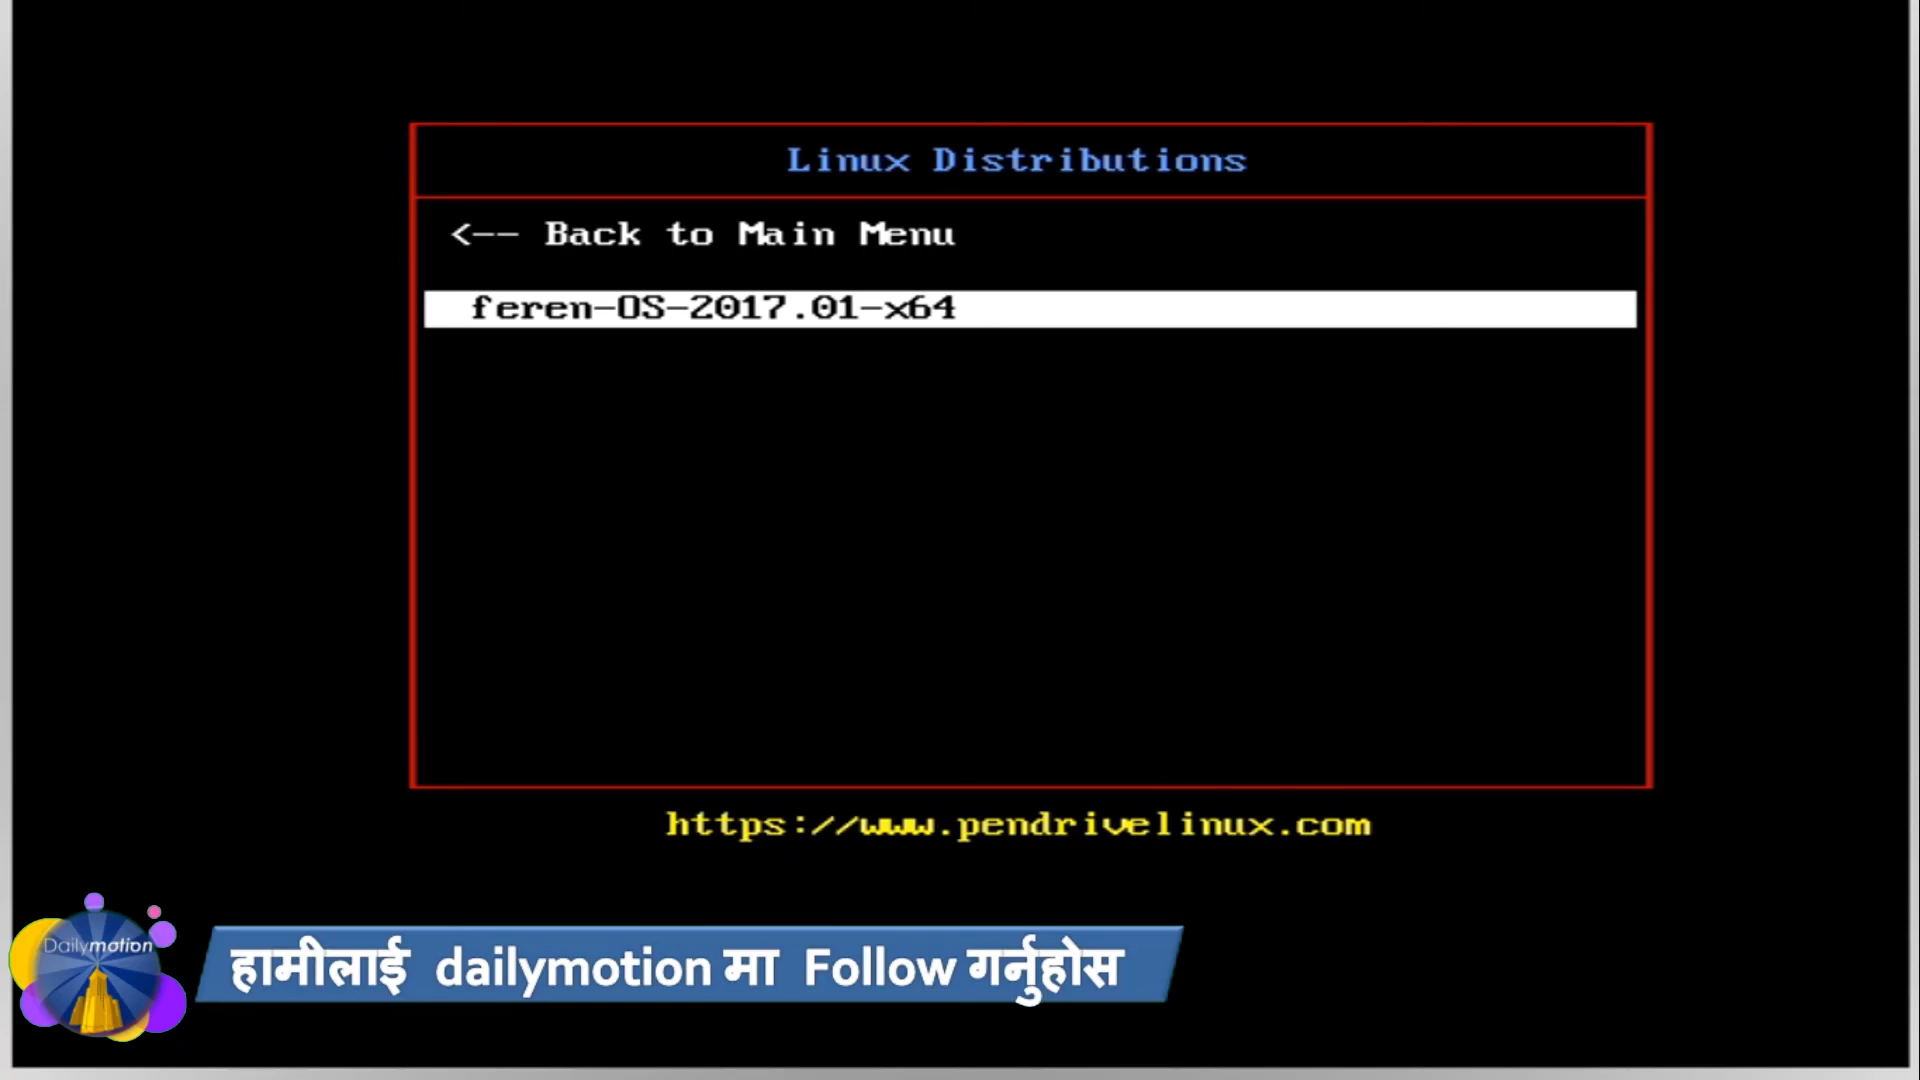 Linux Distributions
<-- Back to Main Menu
feren-OS-2017.01-x64
https://www.pendrivelinux.com
Dailymotion
हामीलाई dailymotion मा Follow गर्नुहोस